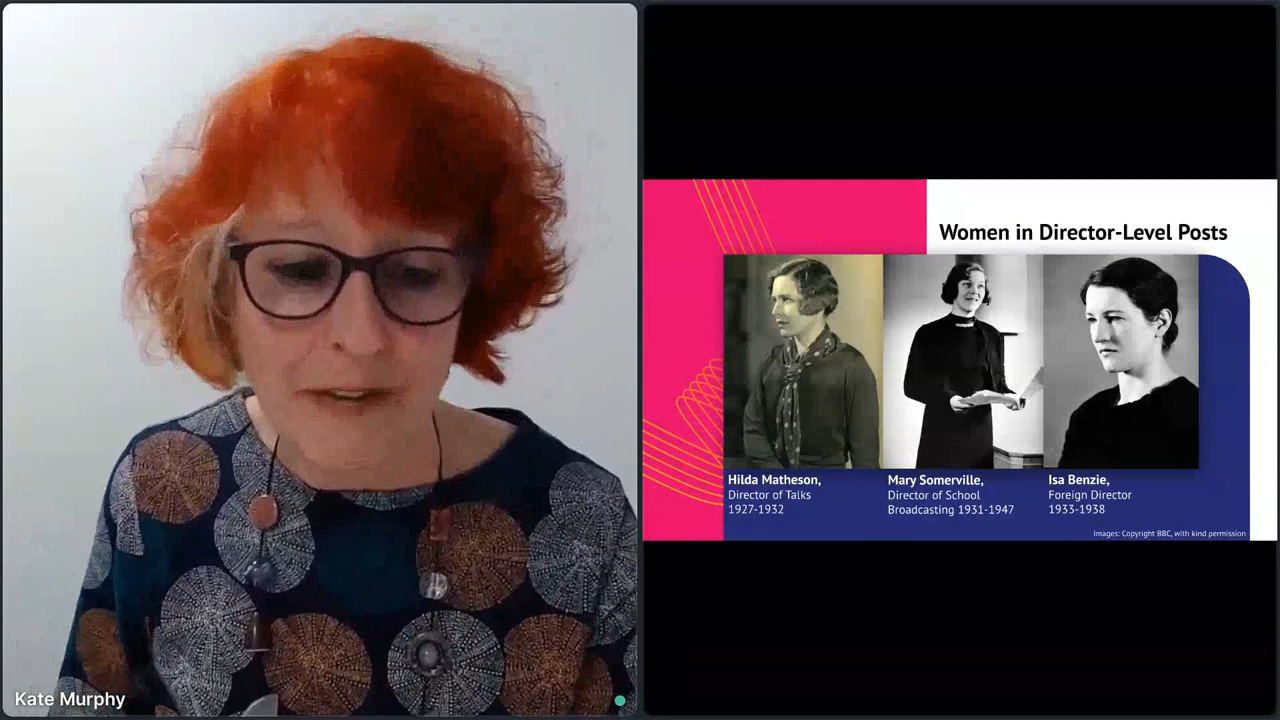 Kate Murphy
Women in Director-Level Posts
Hilda Matheson,
Director of Talks
1927-1932
Mary Somerville,
Director of School
Broadcasting 1931-1947
Isa Benzie,
Foreign Director
1933-1938
Images: Copyright BBC, with kind permission